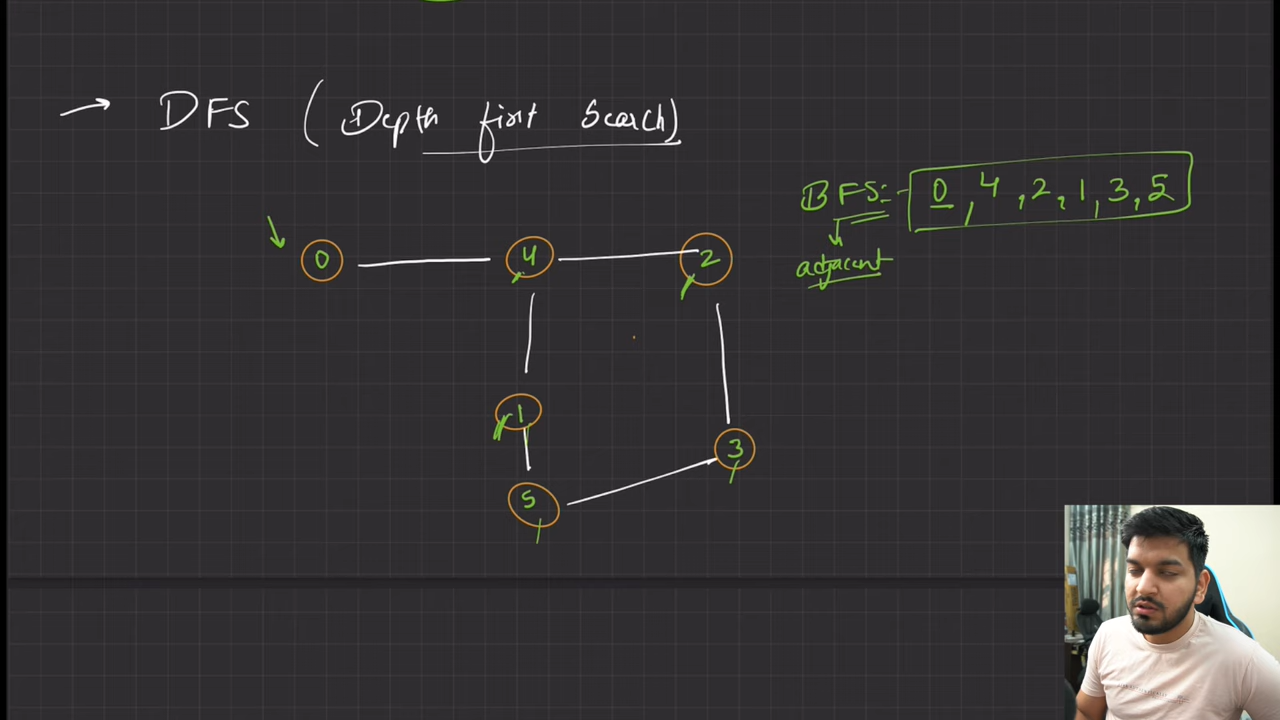 → DFS ( Depth first Search)
BFS:- 0, 4, 2, 1, 3, 5
adjacent
0
4
2
1
3
5